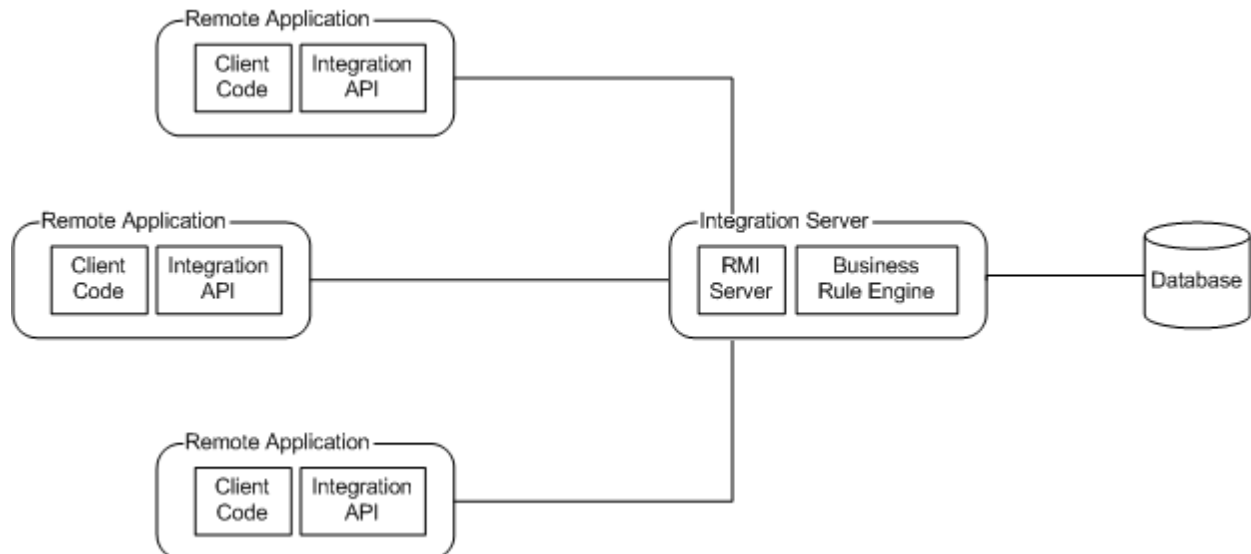 Remote Application
Client
Code
Integration
API
Remote Application
Client
Code
Integration
API
Integration Server
RMI
Server
Business
Rule Engine
Database
Remote Application
Client
Code
Integration
API